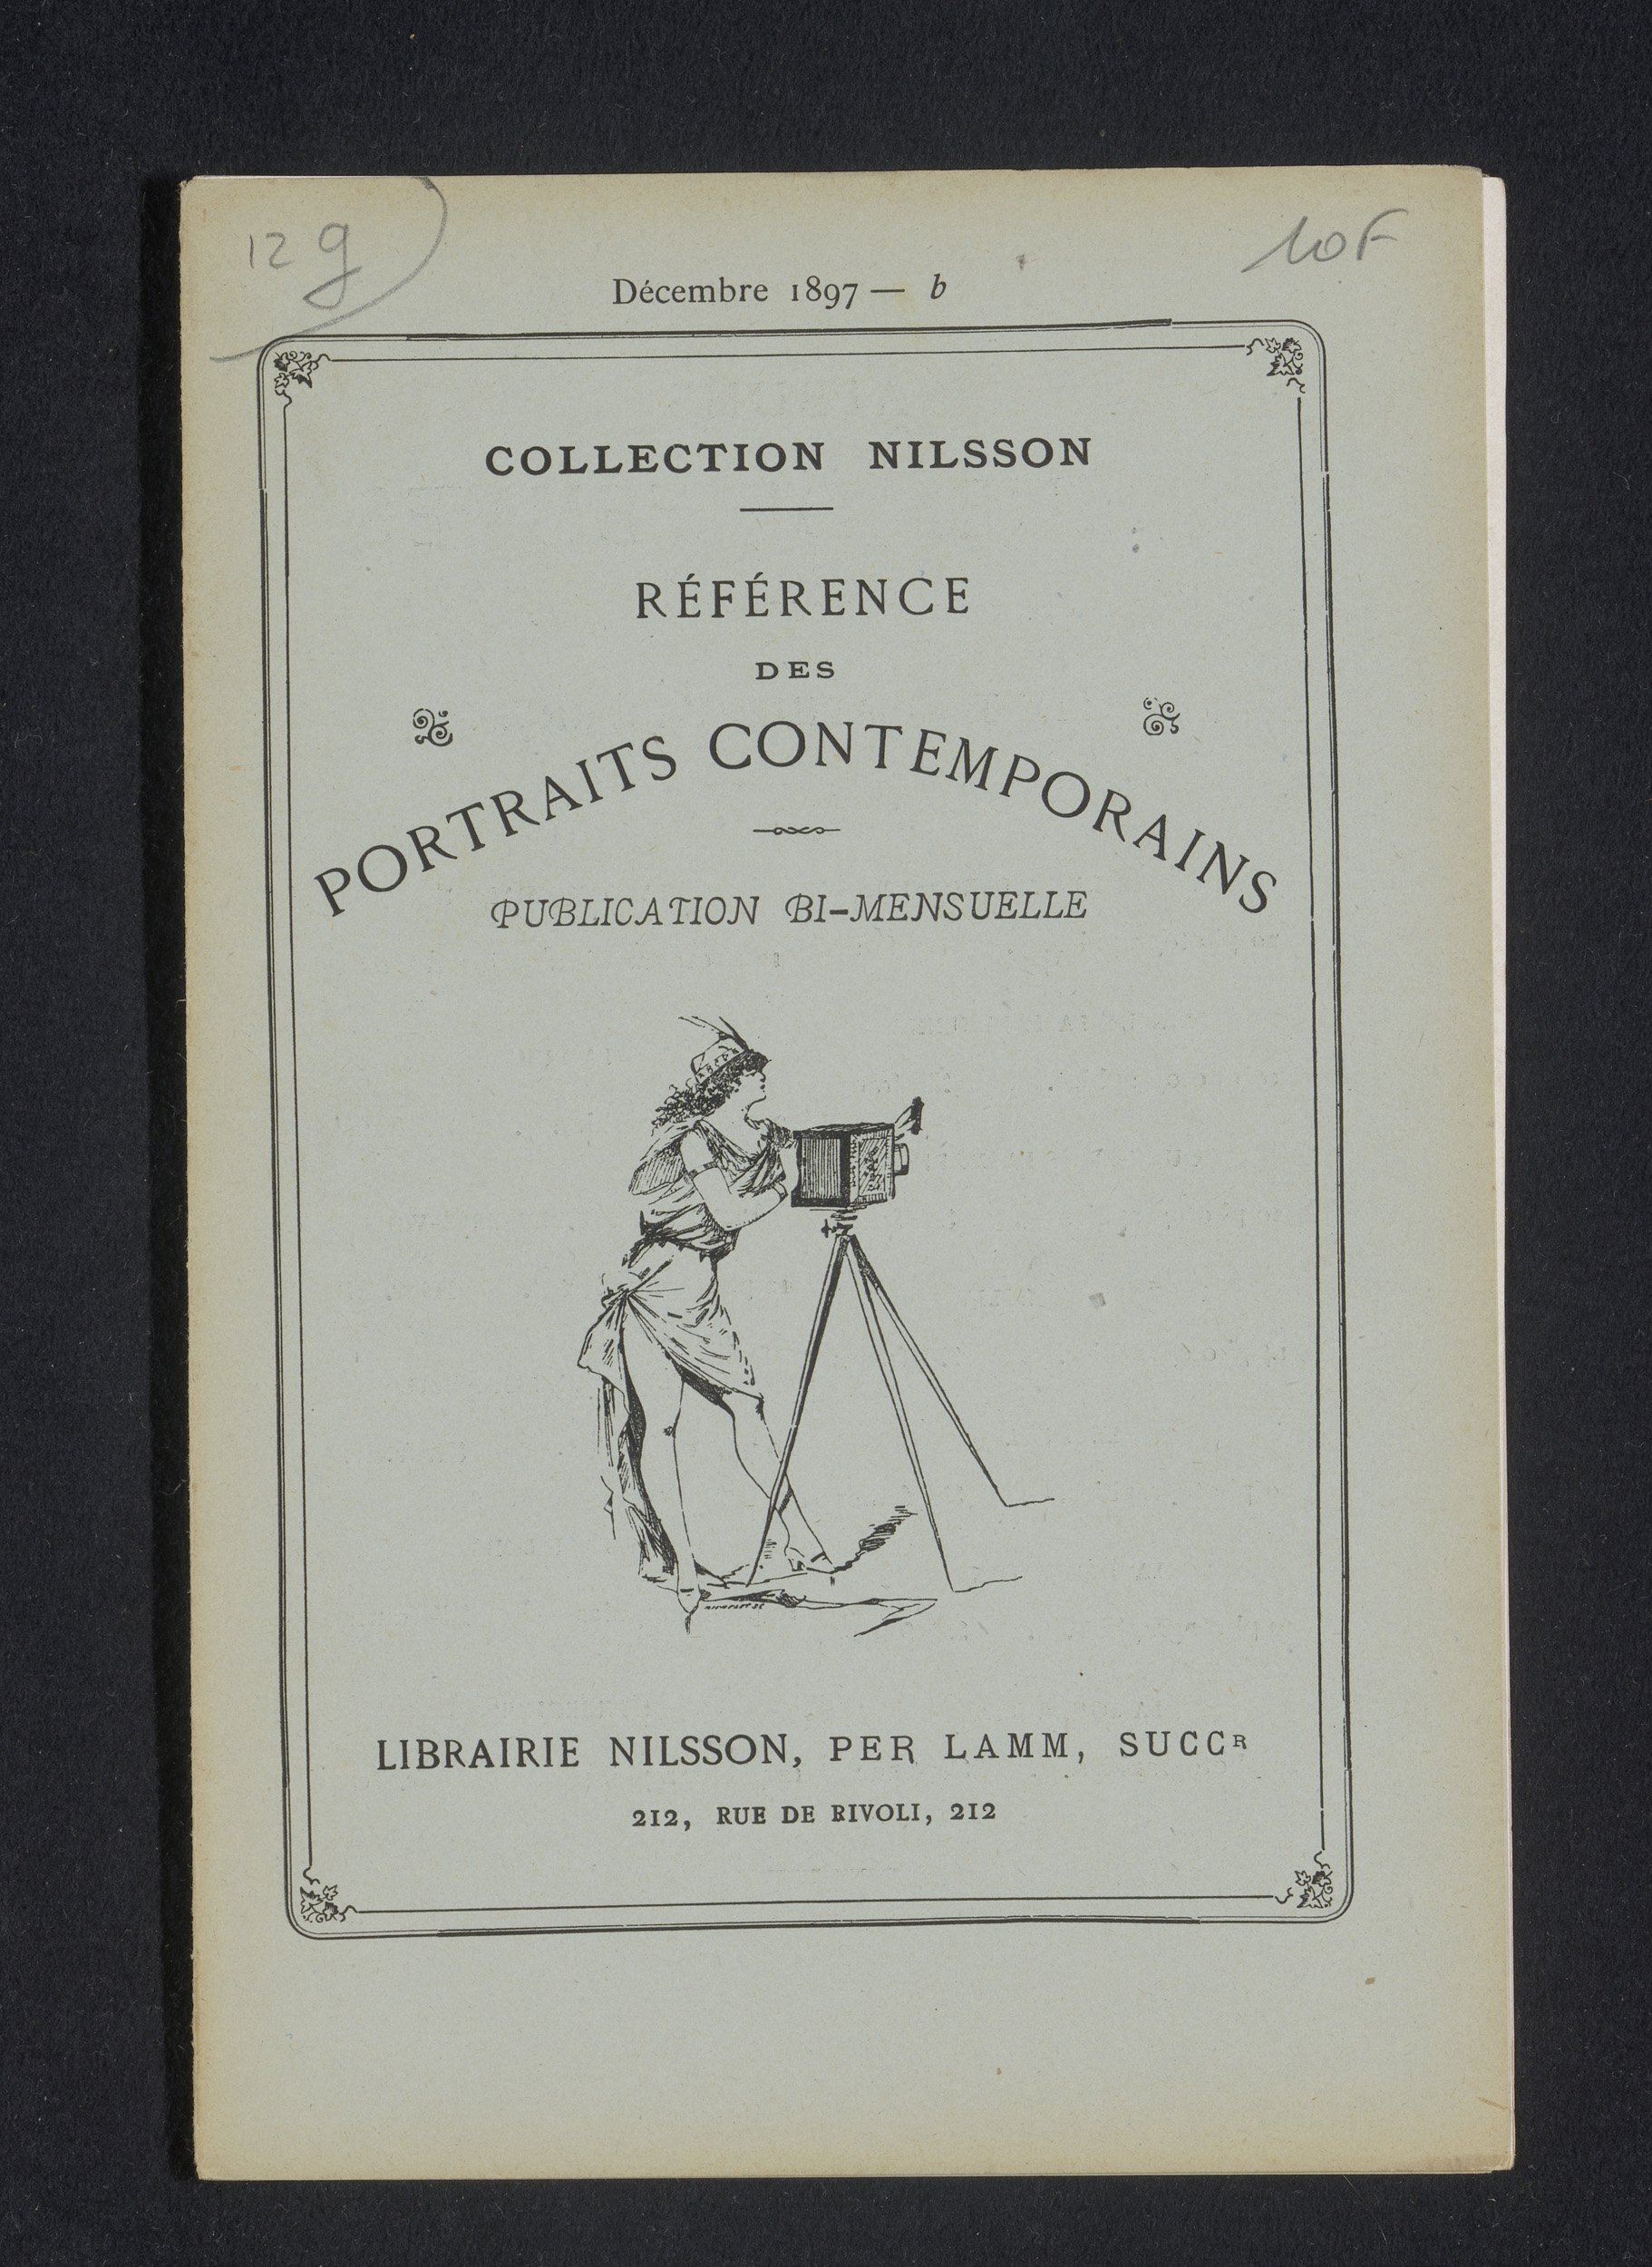 12 g
10F
Décembre 1897 — b
COLLECTION NILSSON
RÉFÉRENCE
DES
PORTRAITS CONTEMPORAINS
PUBLICATION BI-MENSUELLE
LIBRAIRIE NILSSON, PER LAMM, SUCCR
212, RUE DE RIVOLI, 212